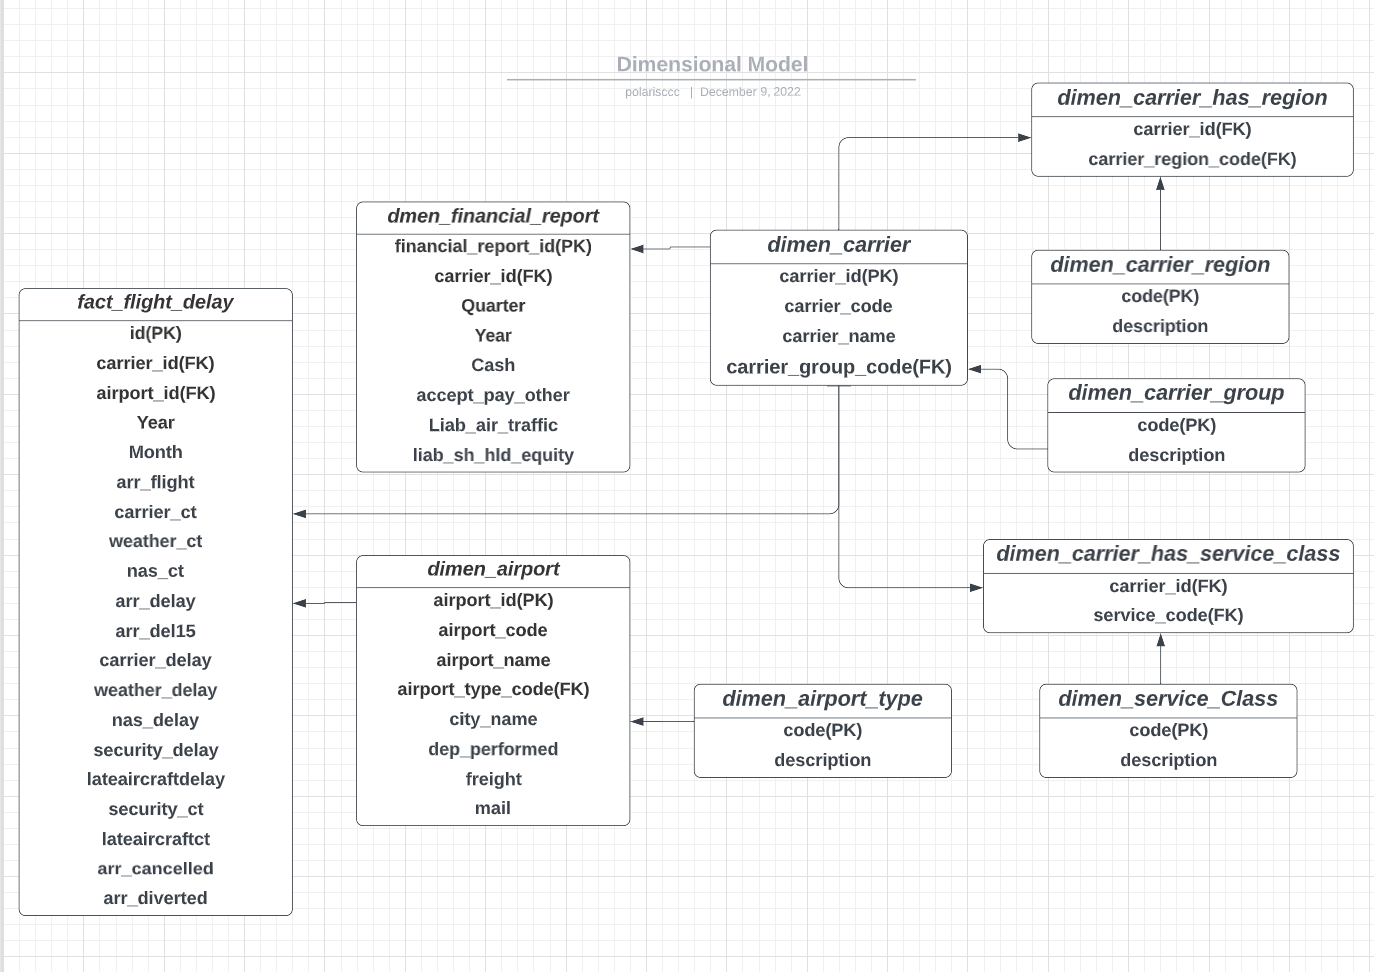 Dimensional Model
polarisccc | December 9, 2022
dimen_carrier_has_region
carrier_id(FK)
carrier_region_code(FK)
dmen_financial_report
financial_report_id(PK)
carrier_id(FK)
Quarter
Year
Cash
accept_pay_other
Liab_air_traffic
liab_sh_hld_equity
dimen_carrier
carrier_id(PK)
carrier_code
carrier_name
carrier_group_code(FK)
dimen_carrier_region
code(PK)
description
fact_flight_delay
id(PK)
carrier_id(FK)
airport_id(FK)
Year
Month
arr_flight
carrier_ct
weather_ct
nas_ct
arr_delay
arr_del15
carrier_delay
weather_delay
nas_delay
security_delay
lateaircraftdelay
security_ct
lateaircraftct
arr_cancelled
arr_diverted
dimen_carrier_group
code(PK)
description
dimen_airport
airport_id(PK)
airport_code
airport_name
airport_type_code(FK)
city_name
dep_performed
freight
mail
dimen_carrier_has_service_class
carrier_id(FK)
service_code(FK)
dimen_airport_type
code(PK)
description
dimen_service_Class
code(PK)
description